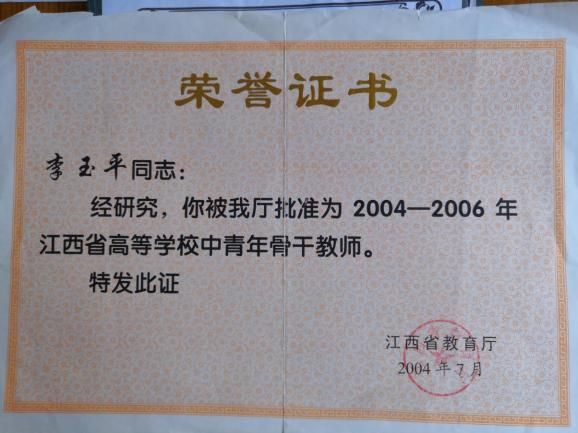 荣誉证书
李玉平同志：
经研究，你被我厅批准为 2004—2006 年
江西省高等学校中青年骨干教师。
特发此证
江西省教育厅
2004 年 7 月